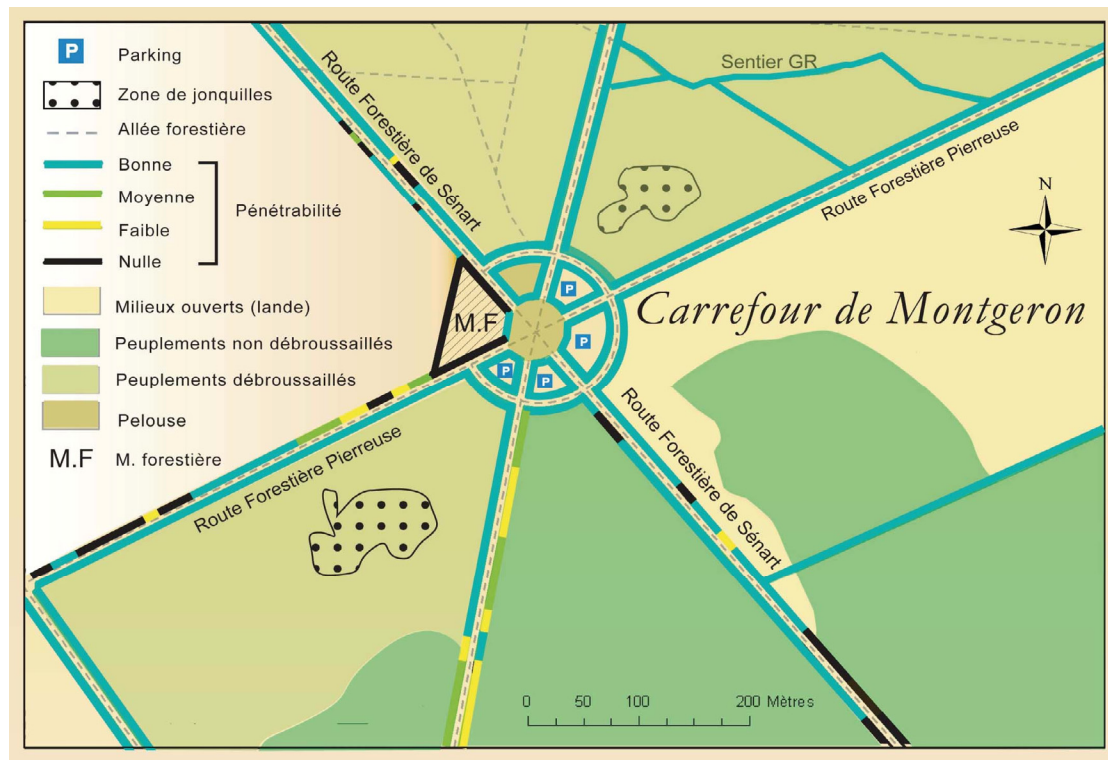 P
Parking
Zone de jonquilles
Allée forestière
Bonne
Moyenne
Faible
Nulle
Pénétrabilité
Milieux ouverts (lande)
Peuplements non débroussaillés
Peuplements débroussaillés
Pelouse
M.F
M. forestière
Route Forestière de Sénart
Sentier GR
Route Forestière Pierreuse
N
P
M.F
P
P
P
Carrefour de Montgeron
Route Forestière Pierreuse
Route Forestière de Sénart
0 50 100 200 Mètres